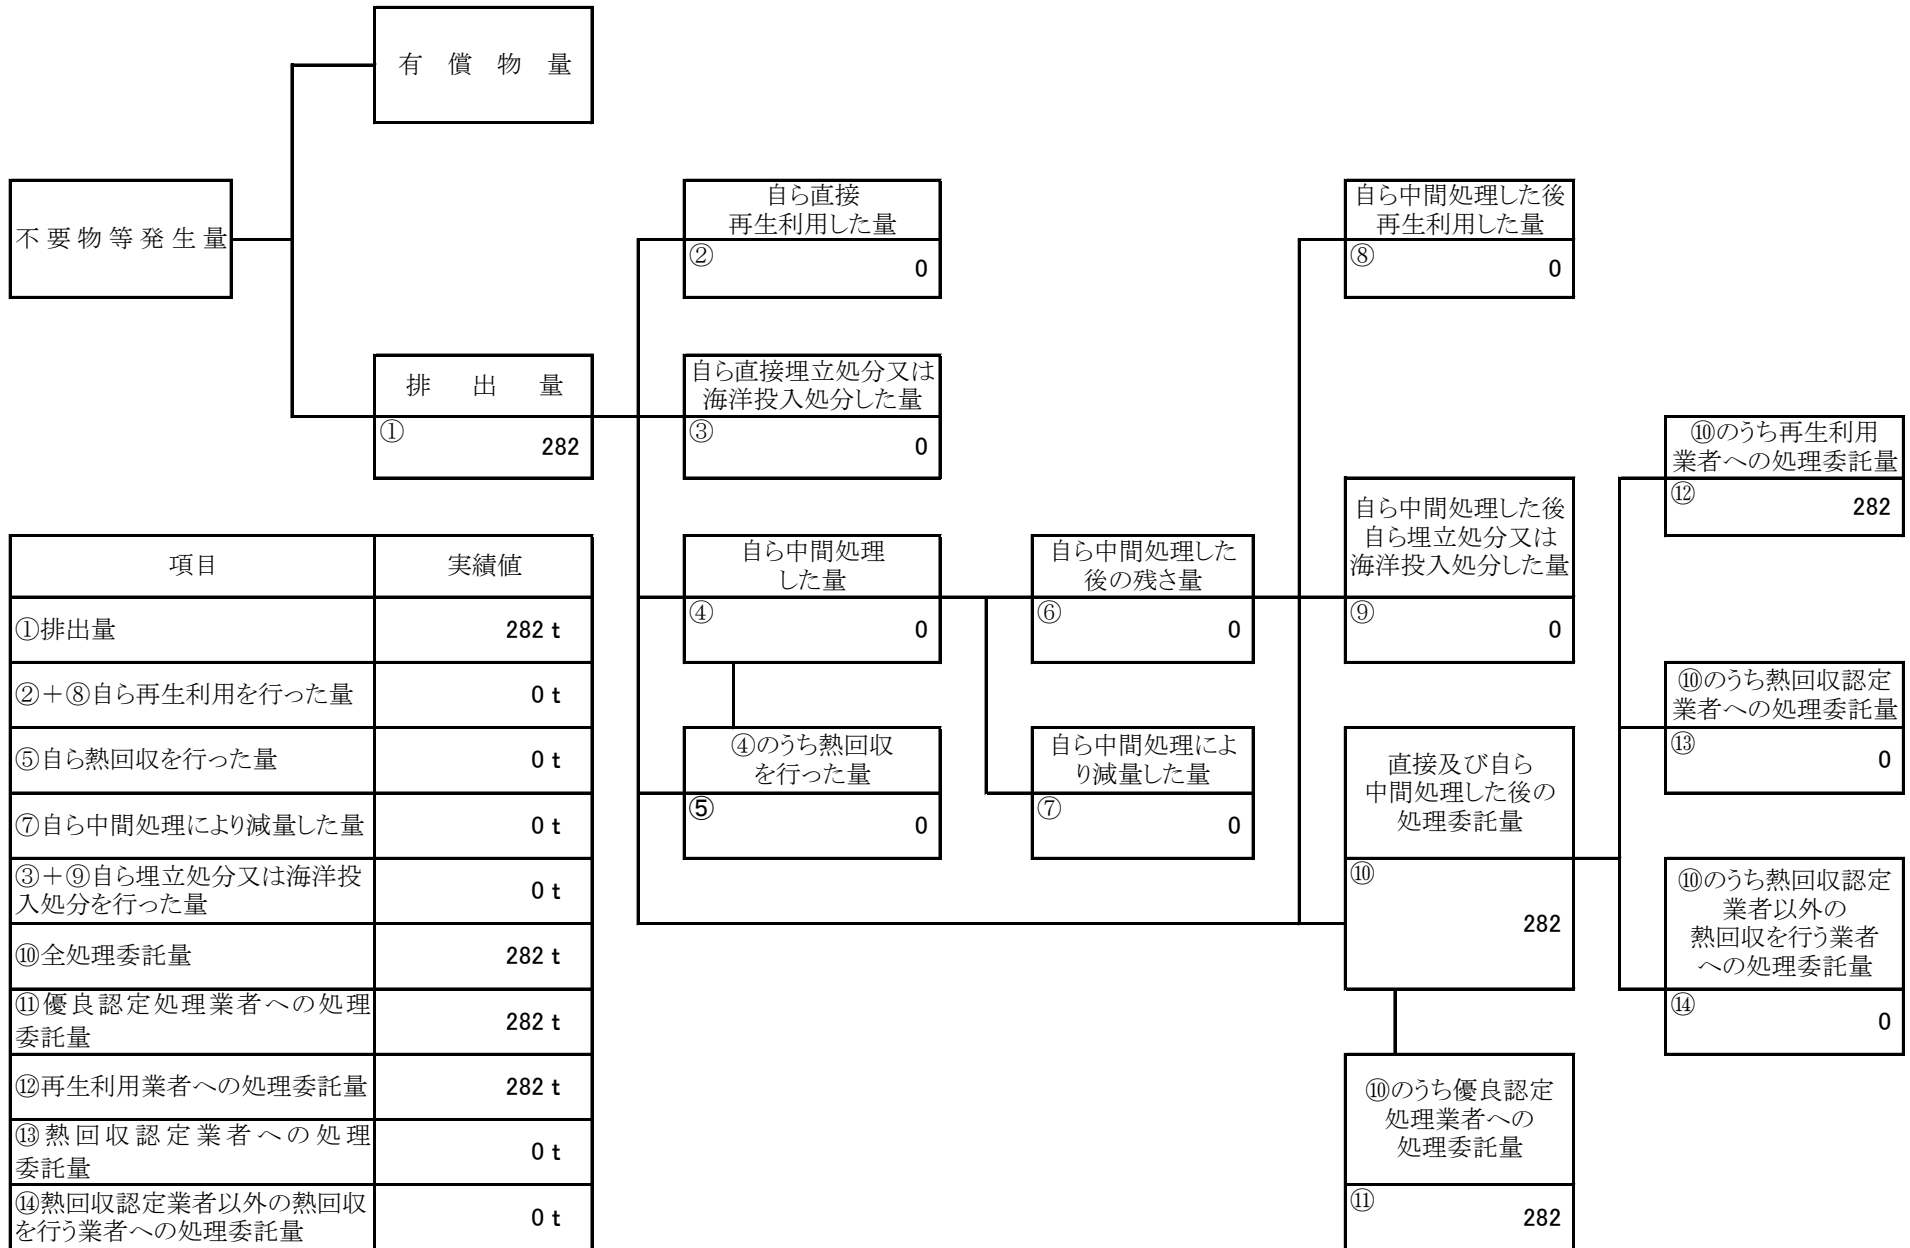 有　償　物　量
不要物等発生量
自ら直接
再生利用した量
②
0
自ら中間処理した後
再生利用した量
⑧
0
排　出　量
①
282
自ら直接埋立処分又は
海洋投入処分した量
③
0
⑩のうち再生利用
業者への処理委託量
⑫
282
自ら中間処理
した量
④
0
自ら中間処理した
後の残さ量
⑥
0
自ら中間処理した後
自ら埋立処分又は
海洋投入処分した量
⑨
0
⑩のうち熱回収認定
業者への処理委託量
⑬
0
④のうち熱回収
を行った量
⑤
0
自ら中間処理によ
り減量した量
⑦
0
直接及び自ら
中間処理した後の
処理委託量
⑩
282
⑩のうち熱回収認定
業者以外の
熱回収を行う業者
への処理委託量
⑭
0
⑩のうち優良認定
処理業者への
処理委託量
⑪
282
項目　実績値
①排出量　282 t
②＋⑧自ら再生利用を行った量　0 t
⑤自ら熱回収を行った量　0 t
⑦自ら中間処理により減量した量　0 t
③＋⑨自ら埋立処分又は海洋投
入処分を行った量　0 t
⑩全処理委託量　282 t
⑪優良認定処理業者への処理
委託量　282 t
⑫再生利用業者への処理委託量　282 t
⑬熱回収認定業者への処理
委託量　0 t
⑭熱回収認定業者以外の熱回収
を行う業者への処理委託量　0 t